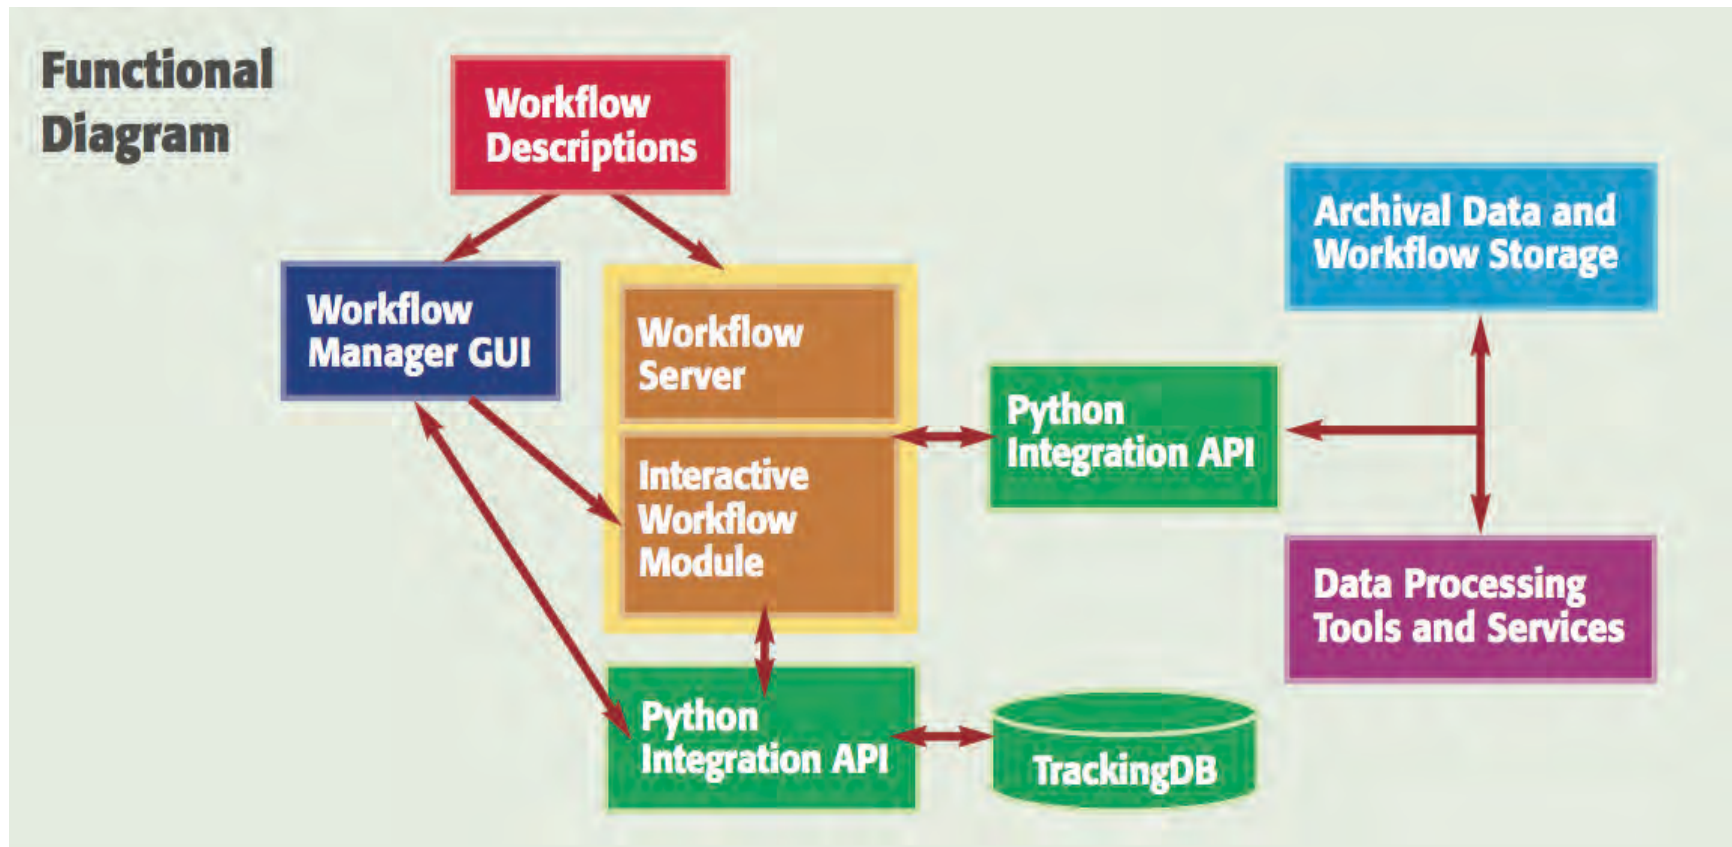 Functional
Diagram
Workflow
Descriptions
Workflow
Manager GUI
Workflow
Server
Interactive
Workflow
Module
Python
Integration API
Archival Data and
Workflow Storage
Data Processing
Tools and Services
Python
Integration API
TrackingDB